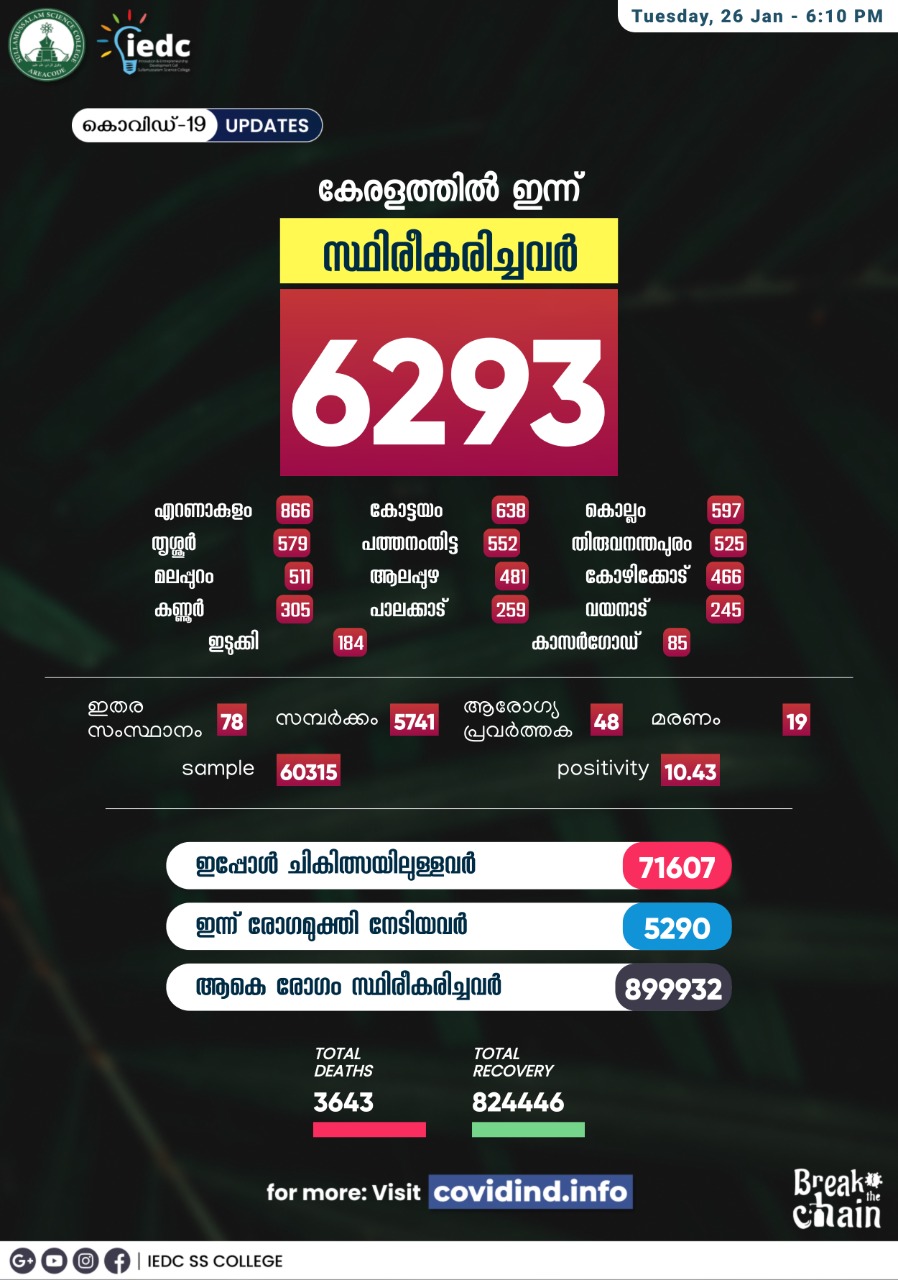 Tuesday, 26 Jan - 6:10 PM
SULLAMUSSALAM SCIENCE COLLEGE
AREACODE
iedc
കൊവിഡ്-19 UPDATES
കേരളത്തിൽ ഇന്ന്
സ്ഥിരീകരിച്ചവർ
6293
എറണാകുളം 866 കോട്ടയം 638 കൊല്ലം 597
തൃശ്ശൂർ 579 പത്തനംതിട്ട 552 തിരുവനന്തപുരം 525
മലപ്പുറം 511 ആലപ്പുഴ 481 കോഴിക്കോട് 466
കണ്ണൂർ 305 പാലക്കാട് 259 വയനാട് 245
ഇടുക്കി 184 കാസർഗോഡ് 85
ഇതര
സംസ്ഥാനം 78 സമ്പർക്കം 5741 ആരോഗ്യ
പ്രവർത്തക 48 മരണം 19
sample 60315 positivity 10.43
ഇപ്പോൾ ചികിത്സയിലുള്ളവർ 71607
ഇന്ന് രോഗമുക്തി നേടിയവർ 5290
ആകെ രോഗം സ്ഥിരീകരിച്ചവർ 899932
TOTAL
DEATHS
3643
TOTAL
RECOVERY
824446
for more: Visit covidind.info
Break
the
chain
IEDC SS COLLEGE